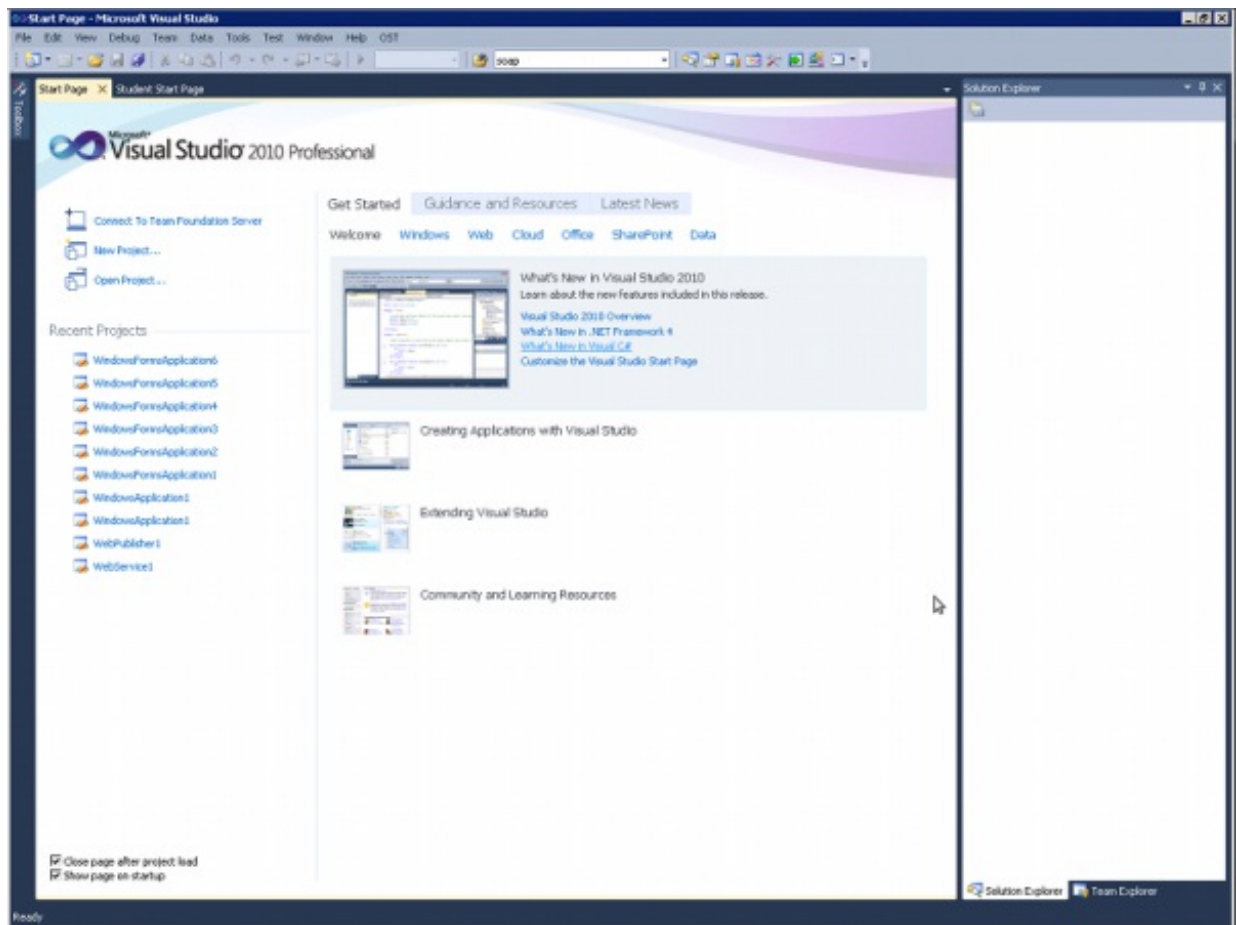 Start Page - Microsoft Visual Studio
File Edit View Debug Team Data Tools Test Window Help OST
soap
Toolbox
Start Page Student Start Page
Solution Explorer
Microsoft
Visual Studio 2010 Professional
Connect To Team Foundation Server
New Project...
Open Project...
Recent Projects
WindowsFormsApplication6
WindowsFormsApplication5
WindowsFormsApplication4
WindowsFormsApplication3
WindowsFormsApplication2
WindowsFormsApplication1
WindowsApplication1
WindowsApplication1
WebPublisher1
WebService1
Close page after project load
Show page on startup
Get Started Guidance and Resources Latest News
Welcome Windows Web Cloud Office SharePoint Data
What's New in Visual Studio 2010
Learn about the new features included in this release.
Visual Studio 2010 Overview
What's New in .NET Framework 4
What's New in Visual C#
Customize the Visual Studio Start Page
Creating Applications with Visual Studio
Extending Visual Studio
Community and Learning Resources
Solution Explorer Team Explorer
Ready